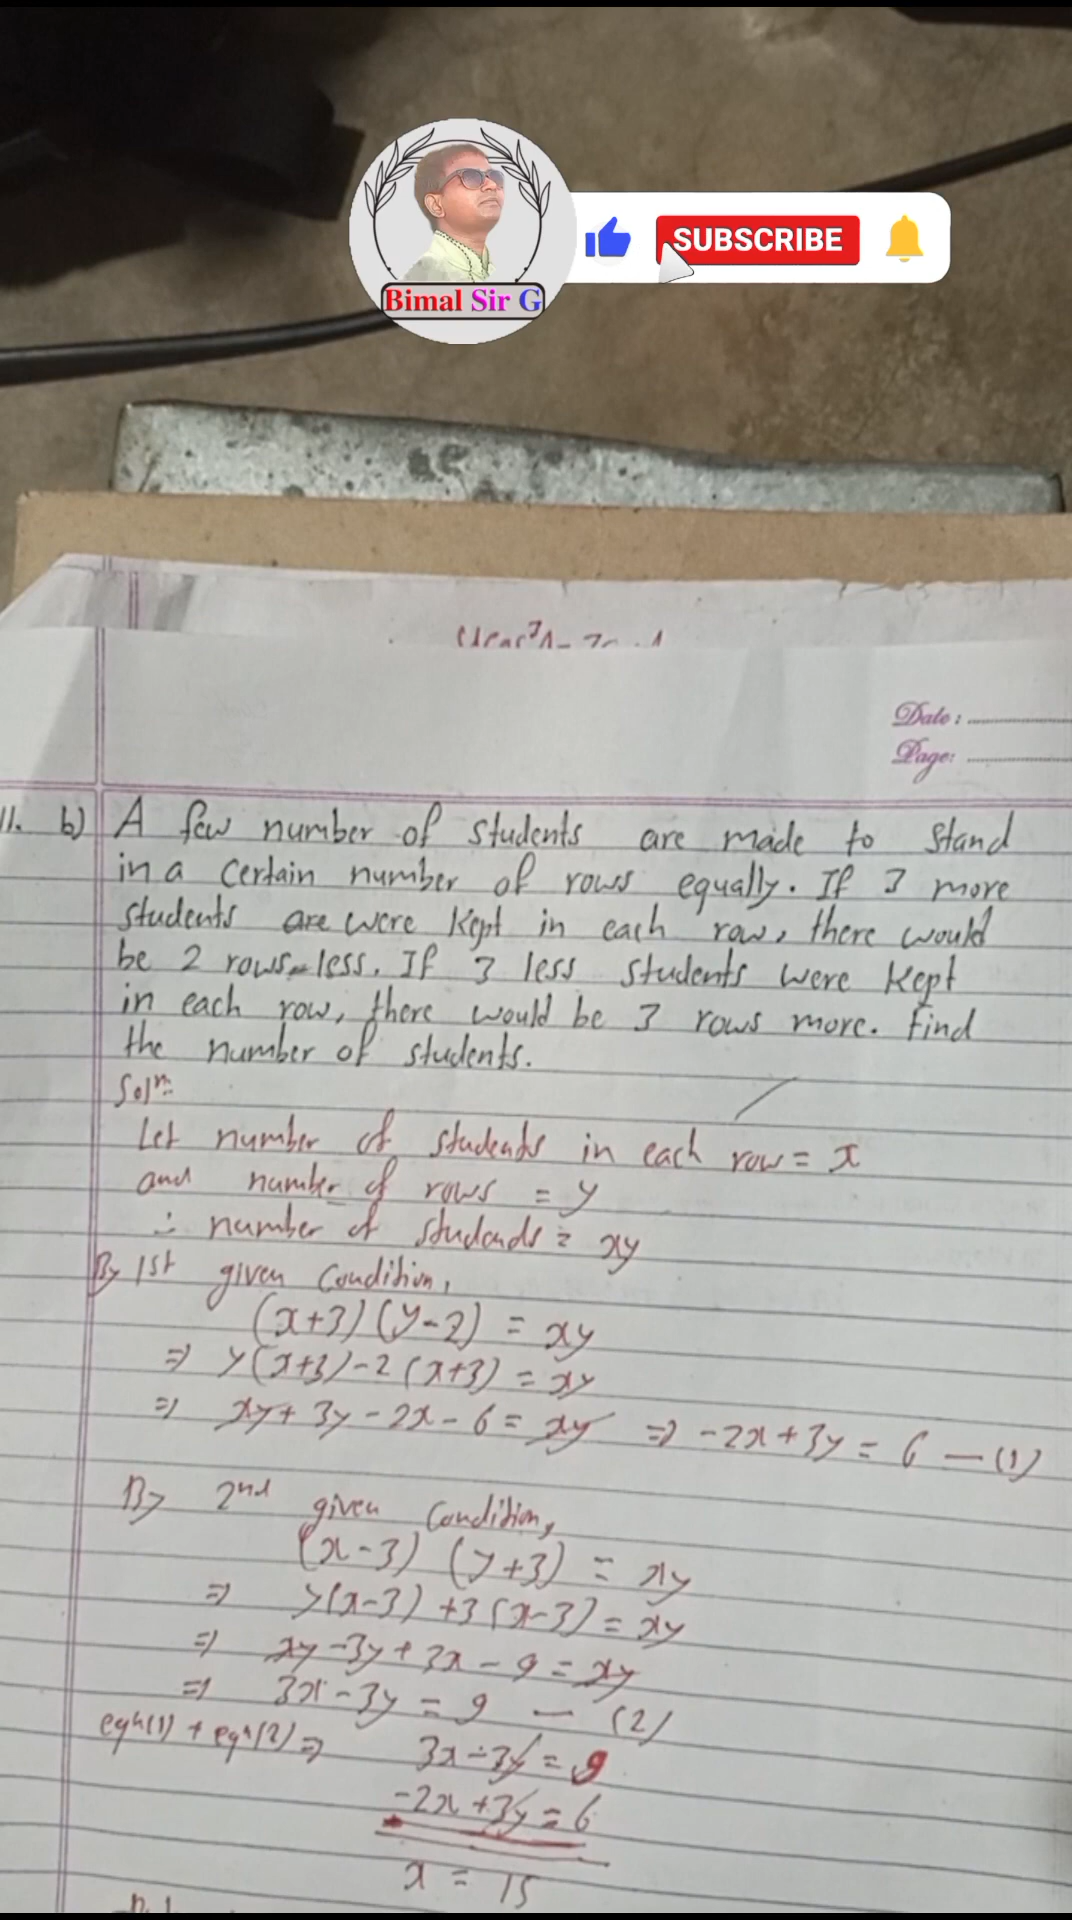 Bimal Sir G
SUBSCRIBE
Date:
Page:
11. b) A few number of students are made to stand
in a certain number of rows equally. If 3 more
students are were kept in each row, there would
be 2 rows less. If 3 less students were kept
in each row, there would be 3 rows more. Find
the number of students.
Solⁿ:
Let number of students in each row = x
and number of rows = y
∴ number of students = xy
By 1st given Condition,
(x+3) (y-2) = xy
⇒ y(x+3) - 2(x+3) = xy
⇒ xy + 3y - 2x - 6 = xy ⇒ -2x + 3y = 6 — (1)
By 2nd given Condition,
(x-3) (y+3) = xy
⇒ y(x-3) + 3(x-3) = xy
⇒ xy - 3y + 3x - 9 = xy
⇒ 3x - 3y = 9 — (2)
eqⁿ(1) + eqⁿ(2) ⇒ 3x - 3y = 9
-2x + 3y = 6
x = 15